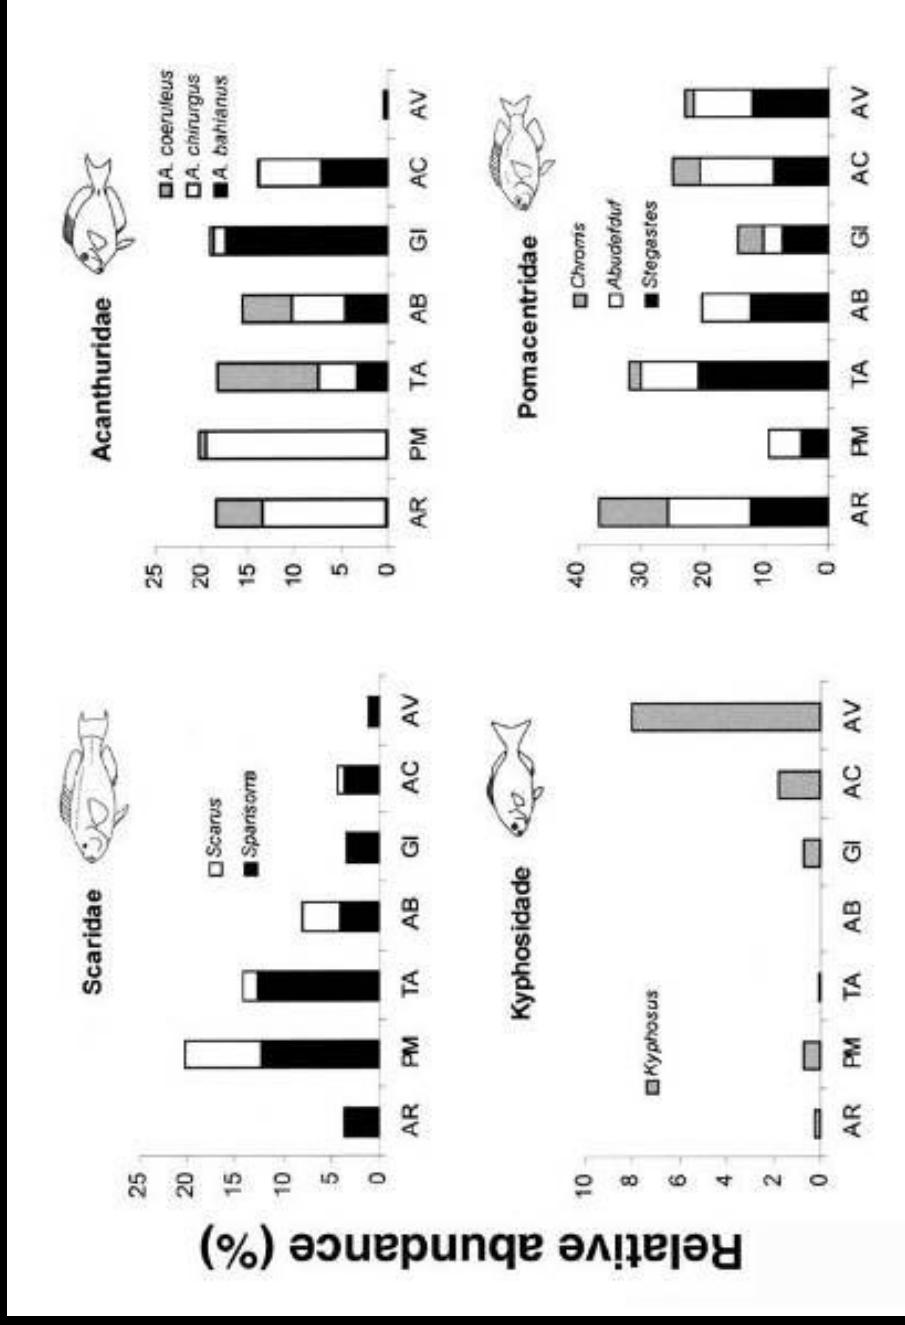 Relative abundance (%)
Scaridae
Scarus
Sparisoma
25
20
15
10
5
0
AR PM TA AB GI AC AV
Acanthuridae
A. coeruleus
A. chirurgus
A. bahianus
25
20
15
10
5
0
AR PM TA AB GI AC AV
Kyphosidade
Kyphosus
10
8
6
4
2
0
AR PM TA AB GI AC AV
Pomacentridae
Chromis
Abudefduf
Stegastes
40
30
20
10
0
AR PM TA AB GI AC AV